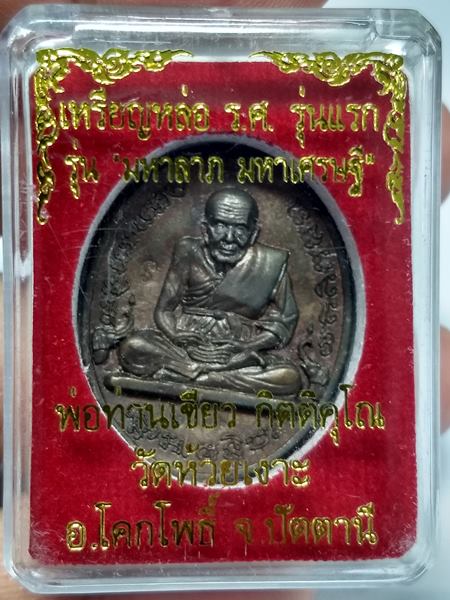 เหรียญหล่อ ร.ศ. รุ่นแรก
รุ่น "มหาลาภ มหาเศรษฐี"
พ่อท่านเขียว กิตติคุโณ
วัดห้วยเงาะ
อ.โคกโพธิ์ จ.ปัตตานี